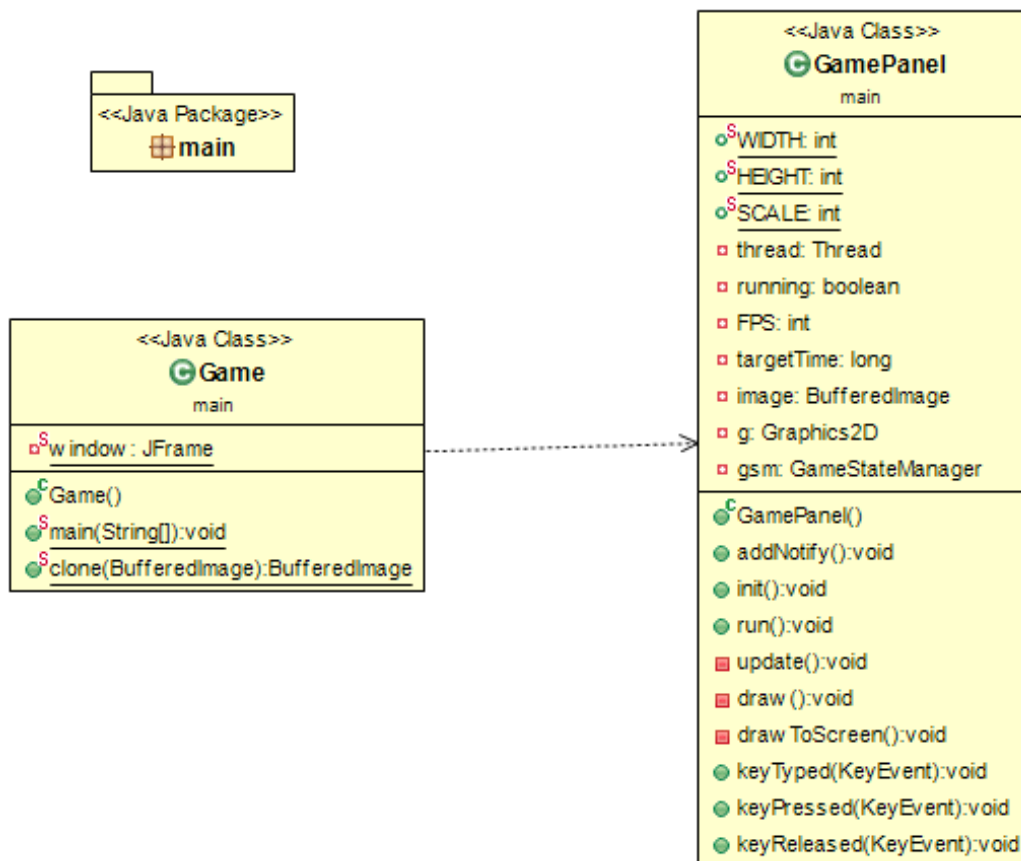 <<Java Package>>
main
<<Java Class>>
Game
main
window: JFrame
Game()
main(String[]):void
clone(BufferedImage):BufferedImage
<<Java Class>>
GamePanel
main
WIDTH: int
HEIGHT: int
SCALE: int
thread: Thread
running: boolean
FPS: int
targetTime: long
image: BufferedImage
g: Graphics2D
gsm: GameStateManager
GamePanel()
addNotify():void
init():void
run():void
update():void
draw():void
drawToScreen():void
keyTyped(KeyEvent):void
keyPressed(KeyEvent):void
keyReleased(KeyEvent):void